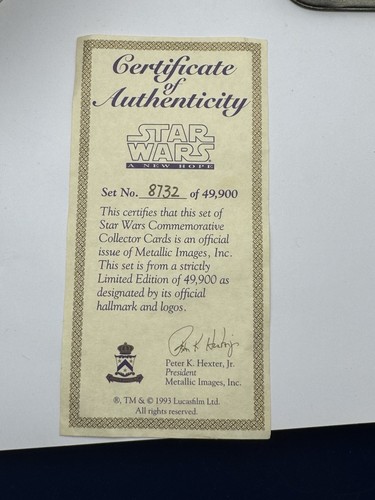 Certificate
of
Authenticity
STAR
WARS
A NEW HOPE
Set No. 8732 of 49,900
This certifies that this set of
Star Wars Commemorative
Collector Cards is an official
issue of Metallic Images, Inc.
This set is from a strictly
Limited Edition of 49,900 as
designated by its official
hallmark and logos.
Peter K. Hexter, Jr.
President
Metallic Images, Inc.
®, TM & © 1993 Lucasfilm Ltd.
All rights reserved.